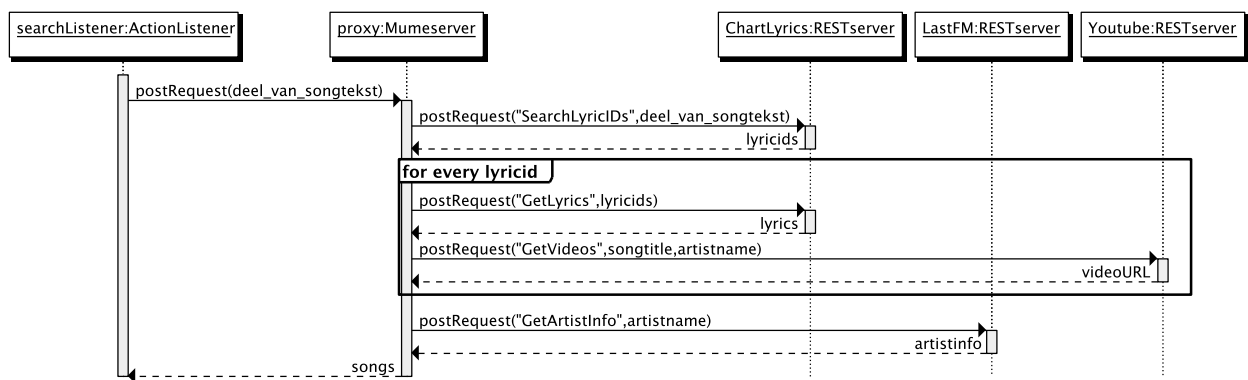 searchListener:ActionListener
proxy:Mumeserver
ChartLyrics:RESTserver
LastFM:RESTserver
Youtube:RESTserver
postRequest(deel_van_songtekst)
postRequest("SearchLyricIDs",deel_van_songtekst)
lyricids
for every lyricid
postRequest("GetLyrics",lyricids)
lyrics
postRequest("GetVideos",songtitle,artistname)
videoURL
postRequest("GetArtistInfo",artistname)
artistinfo
songs